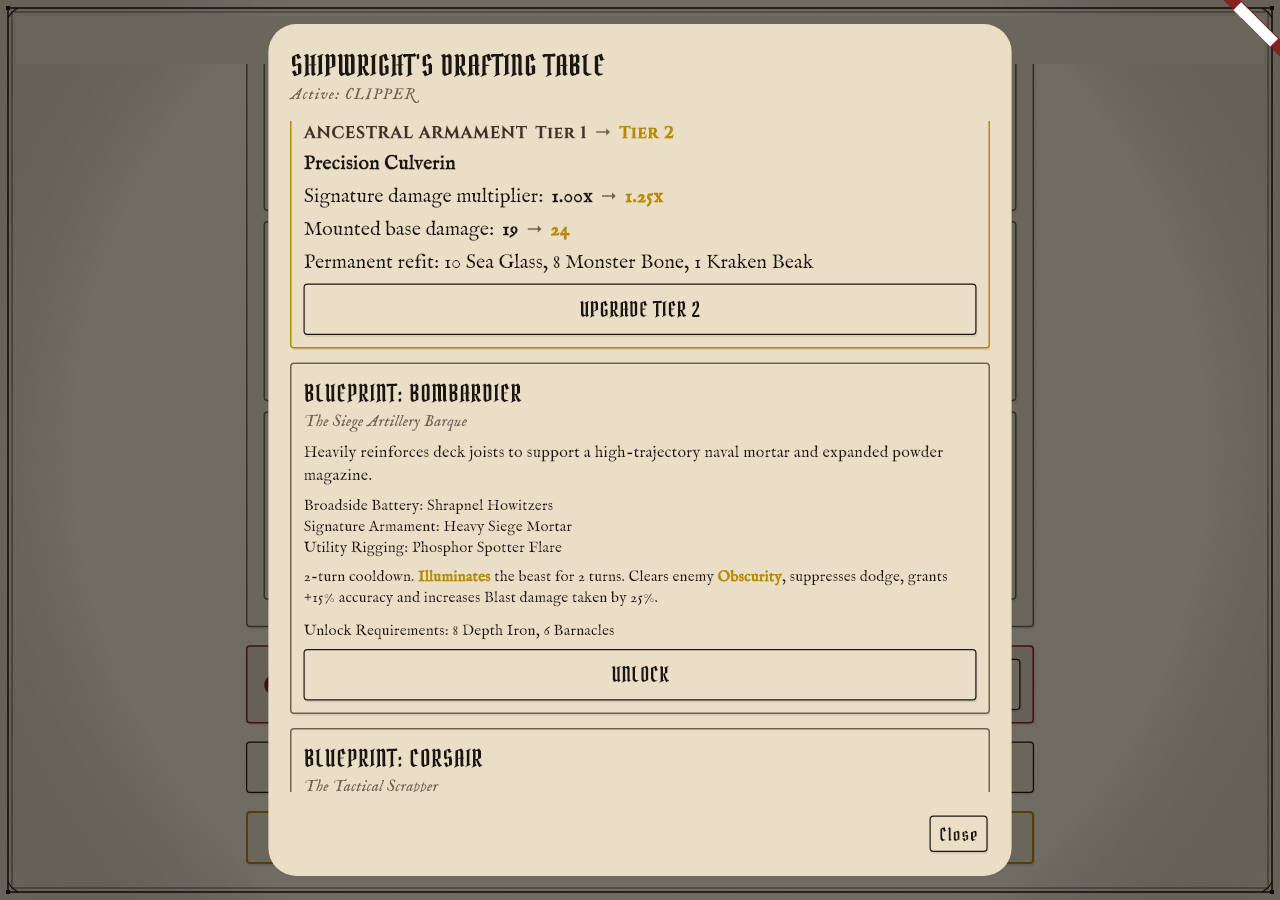 SHIPWRIGHT'S DRAFTING TABLE
Active: CLIPPER
ANCESTRAL ARMAMENT TIER 1 → TIER 2
Precision Culverin
Signature damage multiplier: 1.00x → 1.25x
Mounted base damage: 19 → 24
Permanent refit: 10 Sea Glass, 8 Monster Bone, 1 Kraken Beak
UPGRADE TIER 2
BLUEPRINT: BOMBARDIER
The Siege Artillery Barque
Heavily reinforces deck joists to support a high-trajectory naval mortar and expanded powder
magazine.
Broadside Battery: Shrapnel Howitzers
Signature Armament: Heavy Siege Mortar
Utility Rigging: Phosphor Spotter Flare
2-turn cooldown. Illuminates the beast for 2 turns. Clears enemy Obscurity, suppresses dodge, grants
+15% accuracy and increases Blast damage taken by 25%.
Unlock Requirements: 8 Depth Iron, 6 Barnacles
UNLOCK
BLUEPRINT: CORSAIR
The Tactical Scrapper
Close